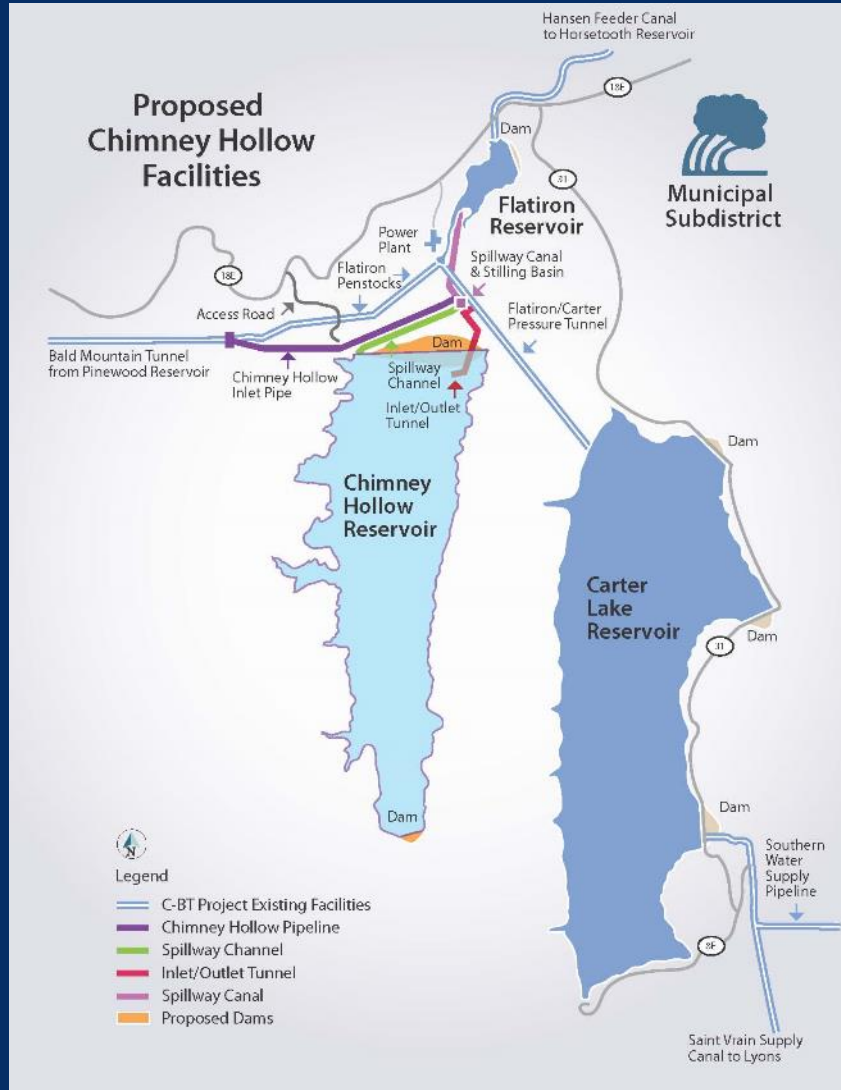 Hansen Feeder Canal
to Horsetooth Reservoir
18E
Proposed
Chimney Hollow
Facilities
Dam
31
Municipal
Subdistrict
Flatiron
Reservoir
Power
Plant
Spillway Canal
& Stilling Basin
Flatiron
Penstocks
18E
Access Road
Flatiron/Carter
Pressure Tunnel
Bald Mountain Tunnel
from Pinewood Reservoir
Dam
Chimney Hollow
Inlet Pipe
Spillway
Channel
Inlet/Outlet
Tunnel
Dam
Chimney
Hollow
Reservoir
Carter
Lake
Reservoir
Dam
31
Dam
Dam
Southern
Water
Supply
Pipeline
N
Legend
C-BT Project Existing Facilities
Chimney Hollow Pipeline
Spillway Channel
Inlet/Outlet Tunnel
Spillway Canal
Proposed Dams
8E
Saint Vrain Supply
Canal to Lyons